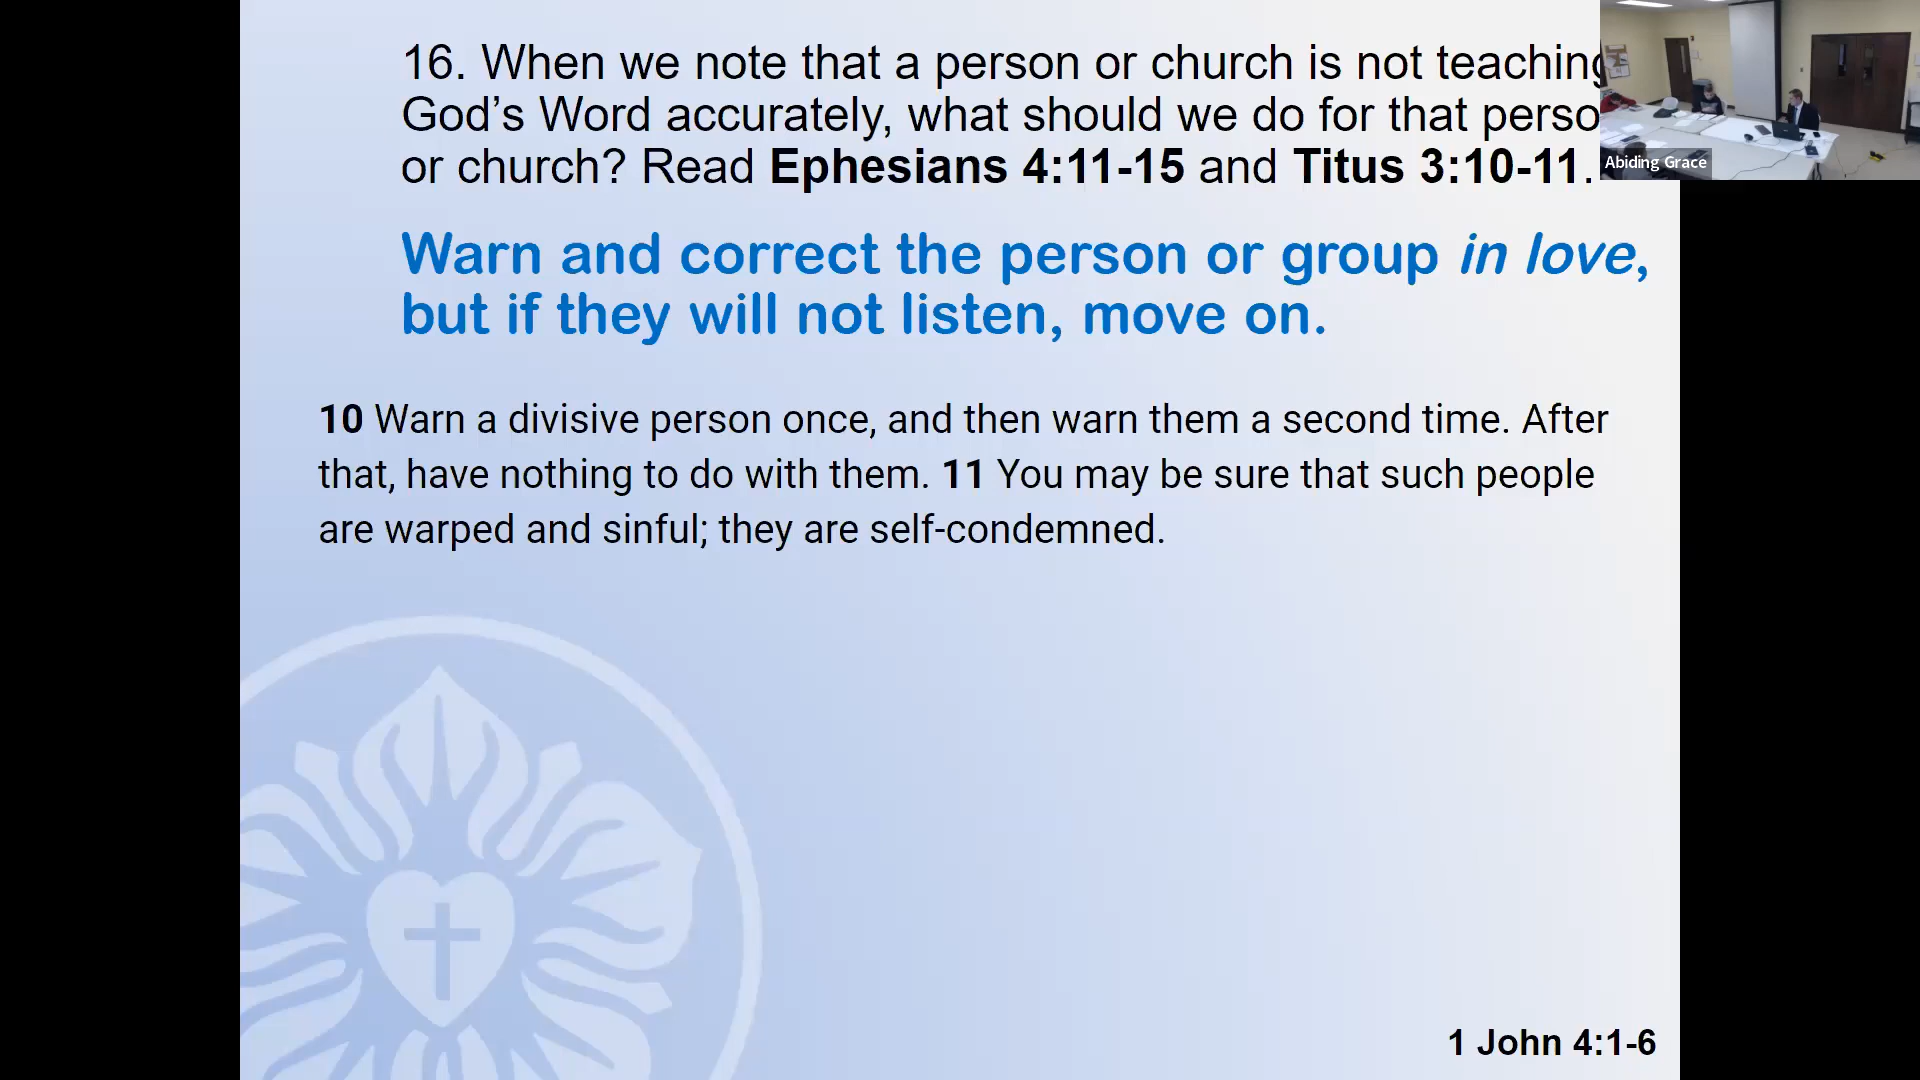 16. When we note that a person or church is not teaching
God’s Word accurately, what should we do for that perso
or church? Read Ephesians 4:11-15 and Titus 3:10-11.
Abiding Grace
Warn and correct the person or group in love,
but if they will not listen, move on.
10 Warn a divisive person once, and then warn them a second time. After
that, have nothing to do with them. 11 You may be sure that such people
are warped and sinful; they are self-condemned.
1 John 4:1-6